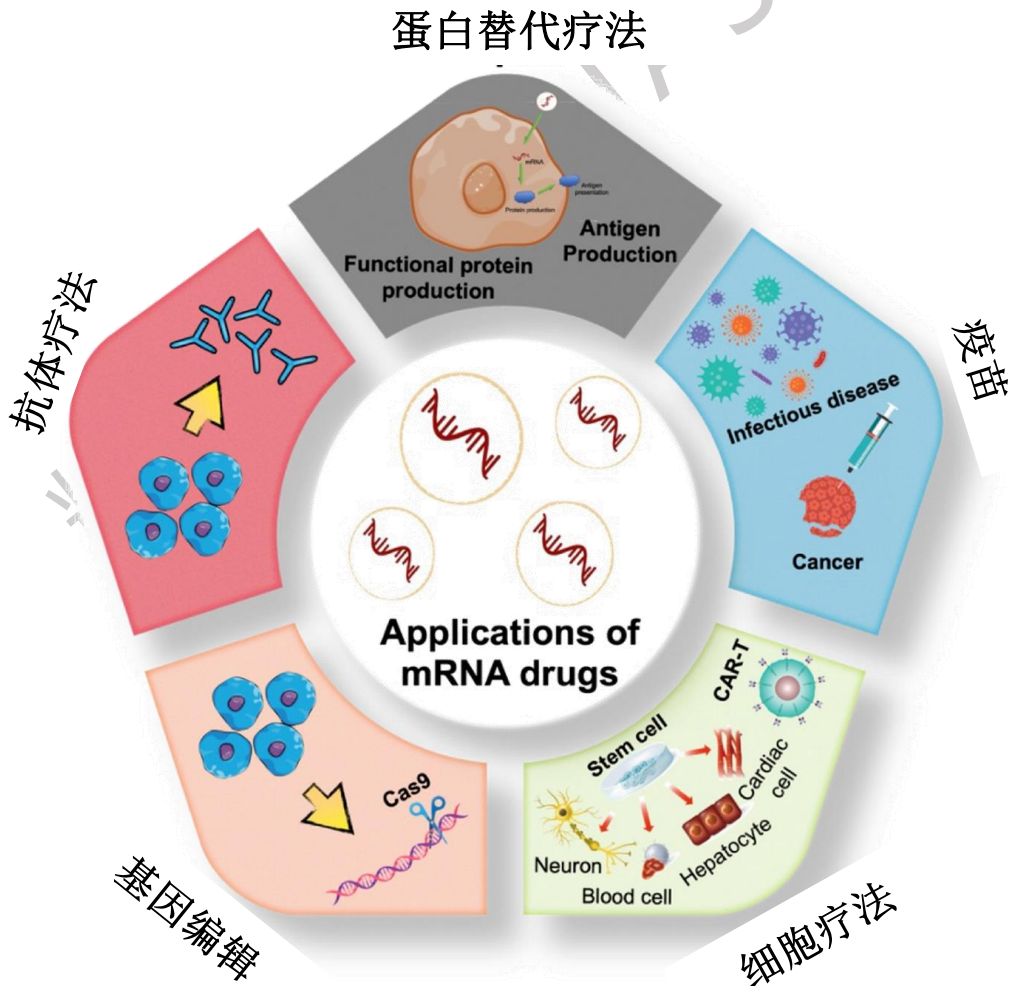 蛋白替代疗法
mRNA
Antigen
presentation
Protein production
Antigen
Production
Functional protein
production
抗体疗法
疫苗
Infectious disease
Cancer
Applications of
mRNA drugs
CAR-T
Stem cell
Cardiac
cell
Hepatocyte
Neuron
Blood cell
Cas9
基因编辑
细胞疗法